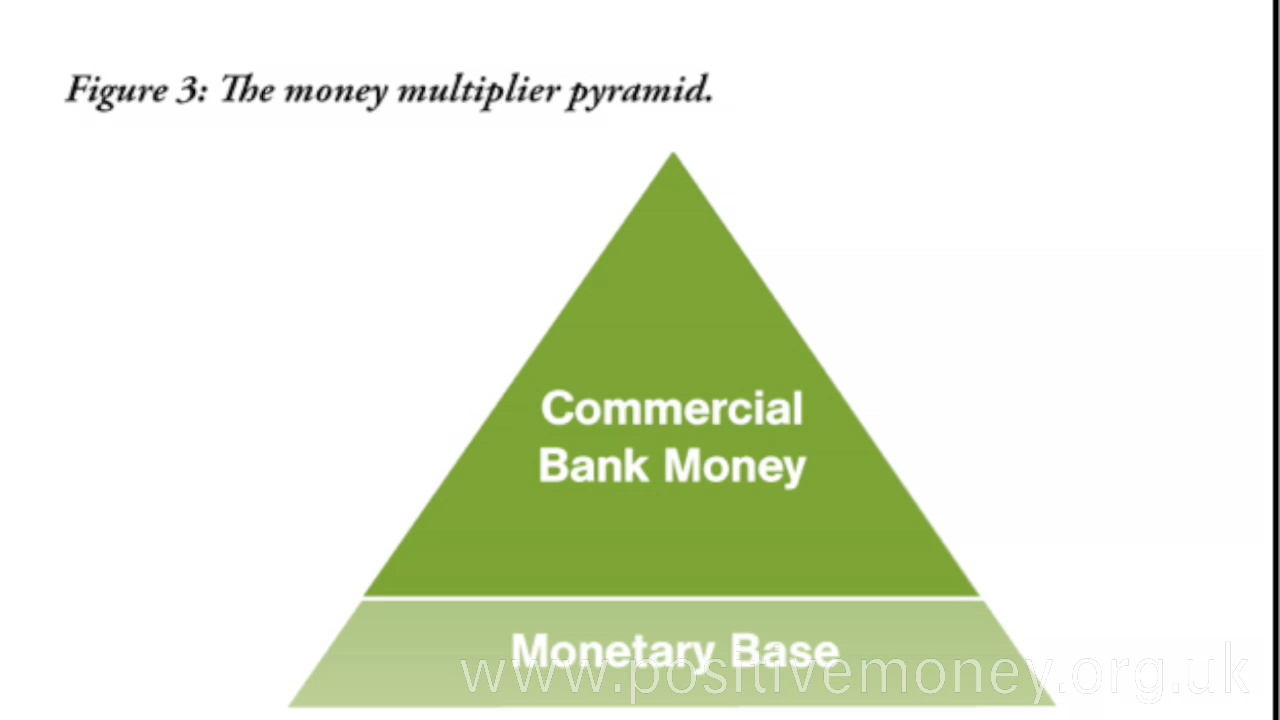 Figure 3: The money multiplier pyramid.
Commercial
Bank Money
Monetary Base
www.positivemoney.org.uk